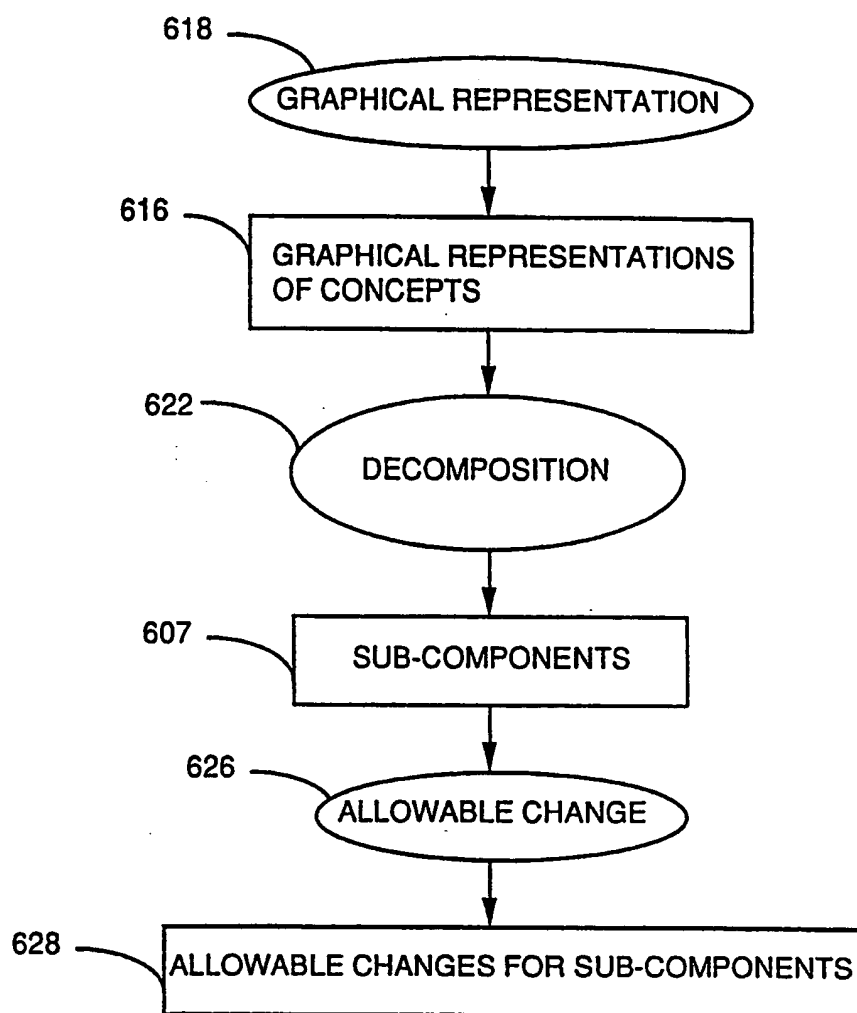 618
GRAPHICAL REPRESENTATION
616
GRAPHICAL REPRESENTATIONS
OF CONCEPTS
622
DECOMPOSITION
607
SUB-COMPONENTS
626
ALLOWABLE CHANGE
628
ALLOWABLE CHANGES FOR SUB-COMPONENTS